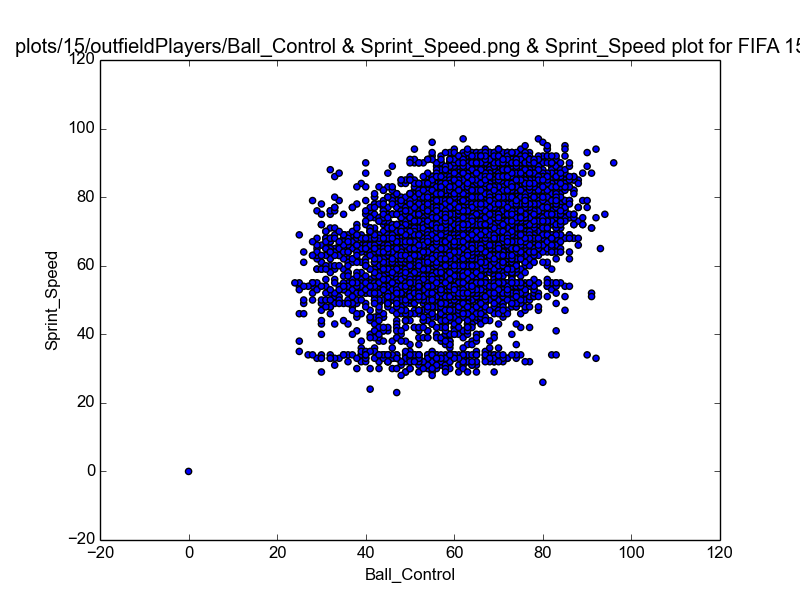 plots/15/outfieldPlayers/Ball_Control & Sprint_Speed.png & Sprint_Speed plot for FIFA 15
120
100
80
60
40
20
0
−20
Sprint_Speed
−20 0 20 40 60 80 100 120
Ball_Control